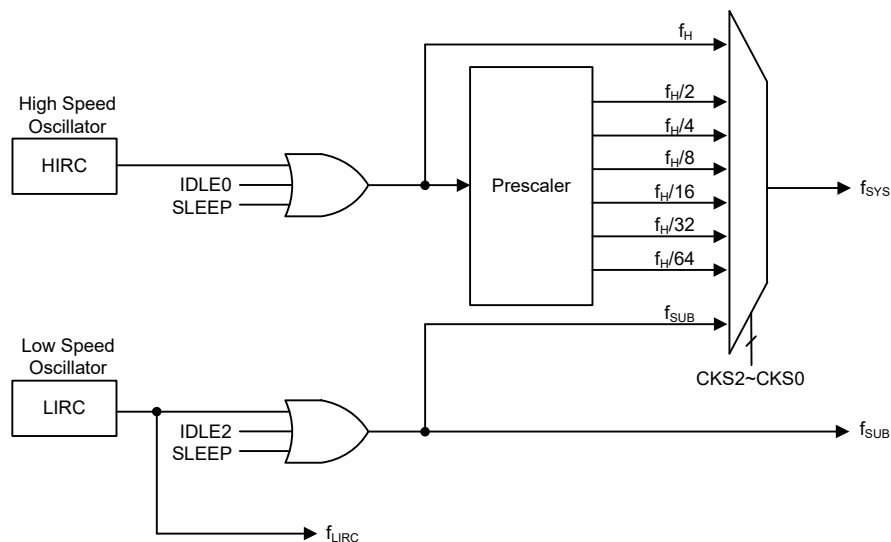 High Speed
Oscillator
HIRC
IDLE0
SLEEP
Prescaler
fH
fH/2
fH/4
fH/8
fH/16
fH/32
fH/64
fSUB
fSYS
CKS2~CKS0
Low Speed
Oscillator
LIRC
IDLE2
SLEEP
fSUB
fLIRC